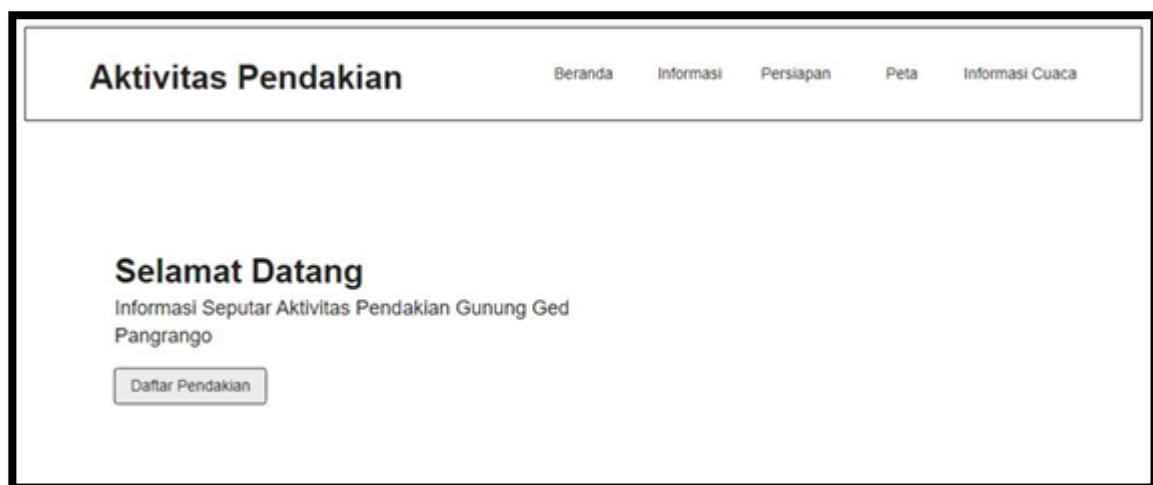 Aktivitas Pendakian
Beranda Informasi Persiapan Peta Informasi Cuaca
Selamat Datang
Informasi Seputar Aktivitas Pendakian Gunung Ged
Pangrango
Daftar Pendakian